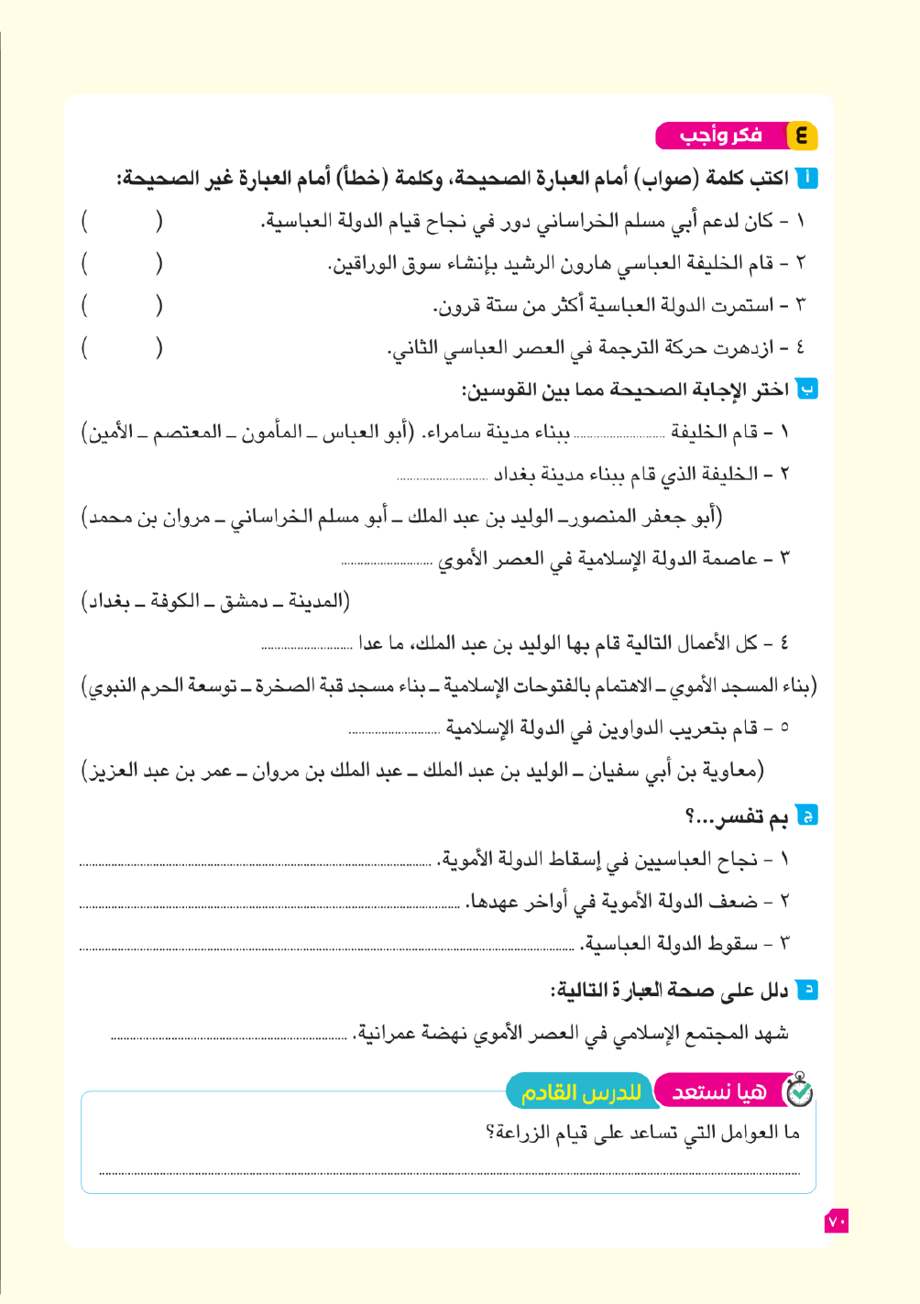 ٤ فكر وأجب
أ اكتب كلمة (صواب) أمام العبارة الصحيحة، وكلمة (خطأ) أمام العبارة غير الصحيحة:
١ - كان لدعم أبي مسلم الخراساني دور في نجاح قيام الدولة العباسية. ( )
٢ - قام الخليفة العباسي هارون الرشيد بإنشاء سوق الوراقين. ( )
٣ - استمرت الدولة العباسية أكثر من ستة قرون. ( )
٤ - ازدهرت حركة الترجمة في العصر العباسي الثاني. ( )
ب اختر الإجابة الصحيحة مما بين القوسين:
١ - قام الخليفة ............................ ببناء مدينة سامراء. (أبو العباس – المأمون – المعتصم – الأمين)
٢ - الخليفة الذي قام ببناء مدينة بغداد ............................
(أبو جعفر المنصور– الوليد بن عبد الملك – أبو مسلم الخراساني – مروان بن محمد)
٣ - عاصمة الدولة الإسلامية في العصر الأموي ............................
(المدينة – دمشق – الكوفة – بغداد)
٤ - كل الأعمال التالية قام بها الوليد بن عبد الملك، ما عدا ............................
(بناء المسجد الأموي – الاهتمام بالفتوحات الإسلامية – بناء مسجد قبة الصخرة – توسعة الحرم النبوي)
٥ - قام بتعريب الدواوين في الدولة الإسلامية ............................
(معاوية بن أبي سفيان – الوليد بن عبد الملك – عبد الملك بن مروان – عمر بن عبد العزيز)
ج بم تفسر...؟
١ - نجاح العباسيين في إسقاط الدولة الأموية. ............................
٢ - ضعف الدولة الأموية في أواخر عهدها. ............................
٣ - سقوط الدولة العباسية. ............................
د دلل على صحة العبارة التالية:
شهد المجتمع الإسلامي في العصر الأموي نهضة عمرانية. ............................
هيا نستعد للدرس القادم
ما العوامل التي تساعد على قيام الزراعة؟
............................
٧٠